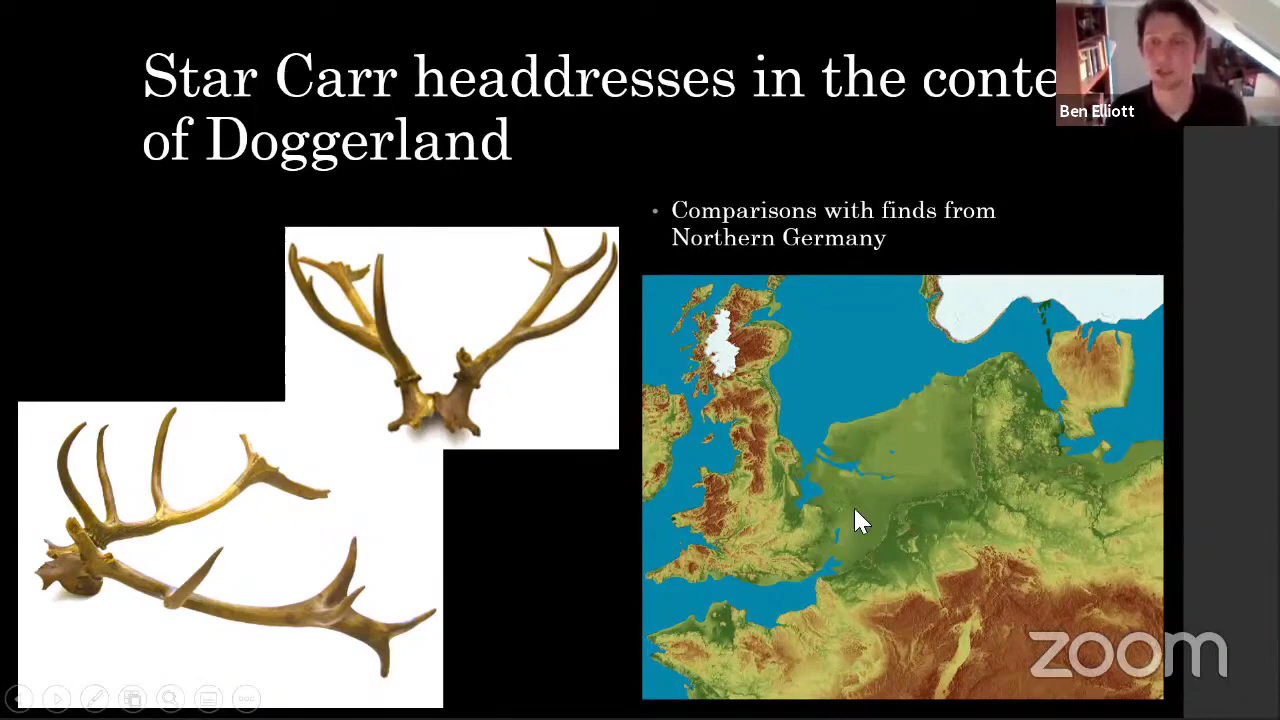 Star Carr headdresses in the conte
of Doggerland
Ben Elliott
• Comparisons with finds from
Northern Germany
zoom